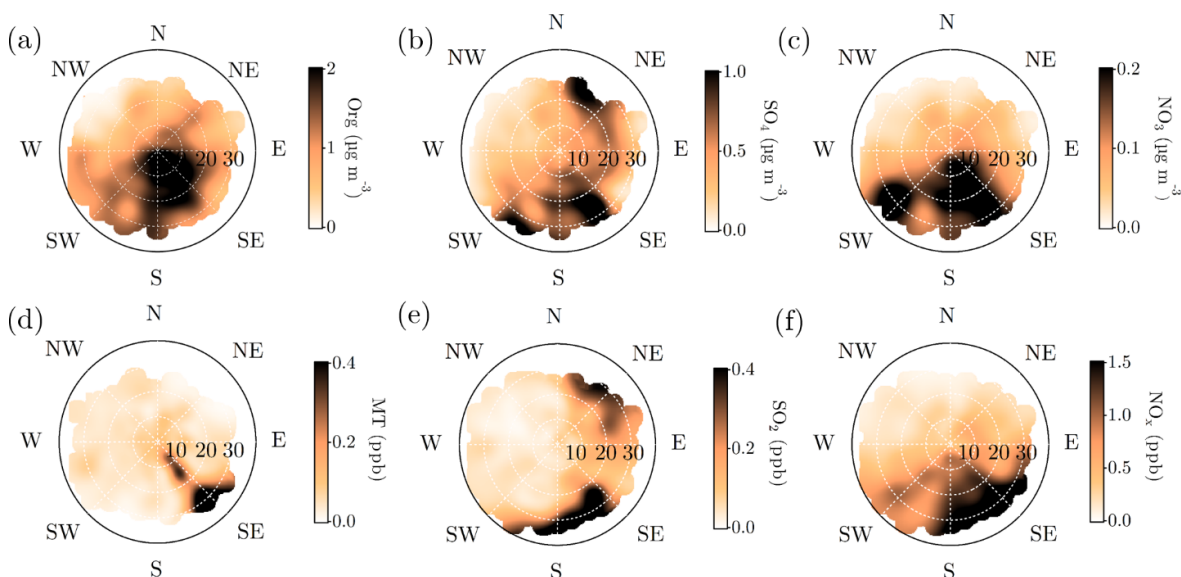 (a)
N
NW
NE
W
E
SW
SE
S
20 30
2
1
0
Org (μg m⁻³)
(b)
N
NW
NE
W
E
SW
SE
S
10 20 30
1.0
0.5
0.0
SO₄ (μg m⁻³)
(c)
N
NW
NE
W
E
SW
SE
S
10 20 30
0.2
0.1
0.0
NO₃ (μg m⁻³)
(d)
N
NW
NE
W
E
SW
SE
S
10 20 30
0.4
0.2
0.0
MT (ppb)
(e)
N
NW
NE
W
E
SW
SE
S
10 20 30
0.4
0.2
0.0
SO₂ (ppb)
(f)
N
NW
NE
W
E
SW
SE
S
10 20 30
1.5
1.0
0.5
0.0
NOₓ (ppb)